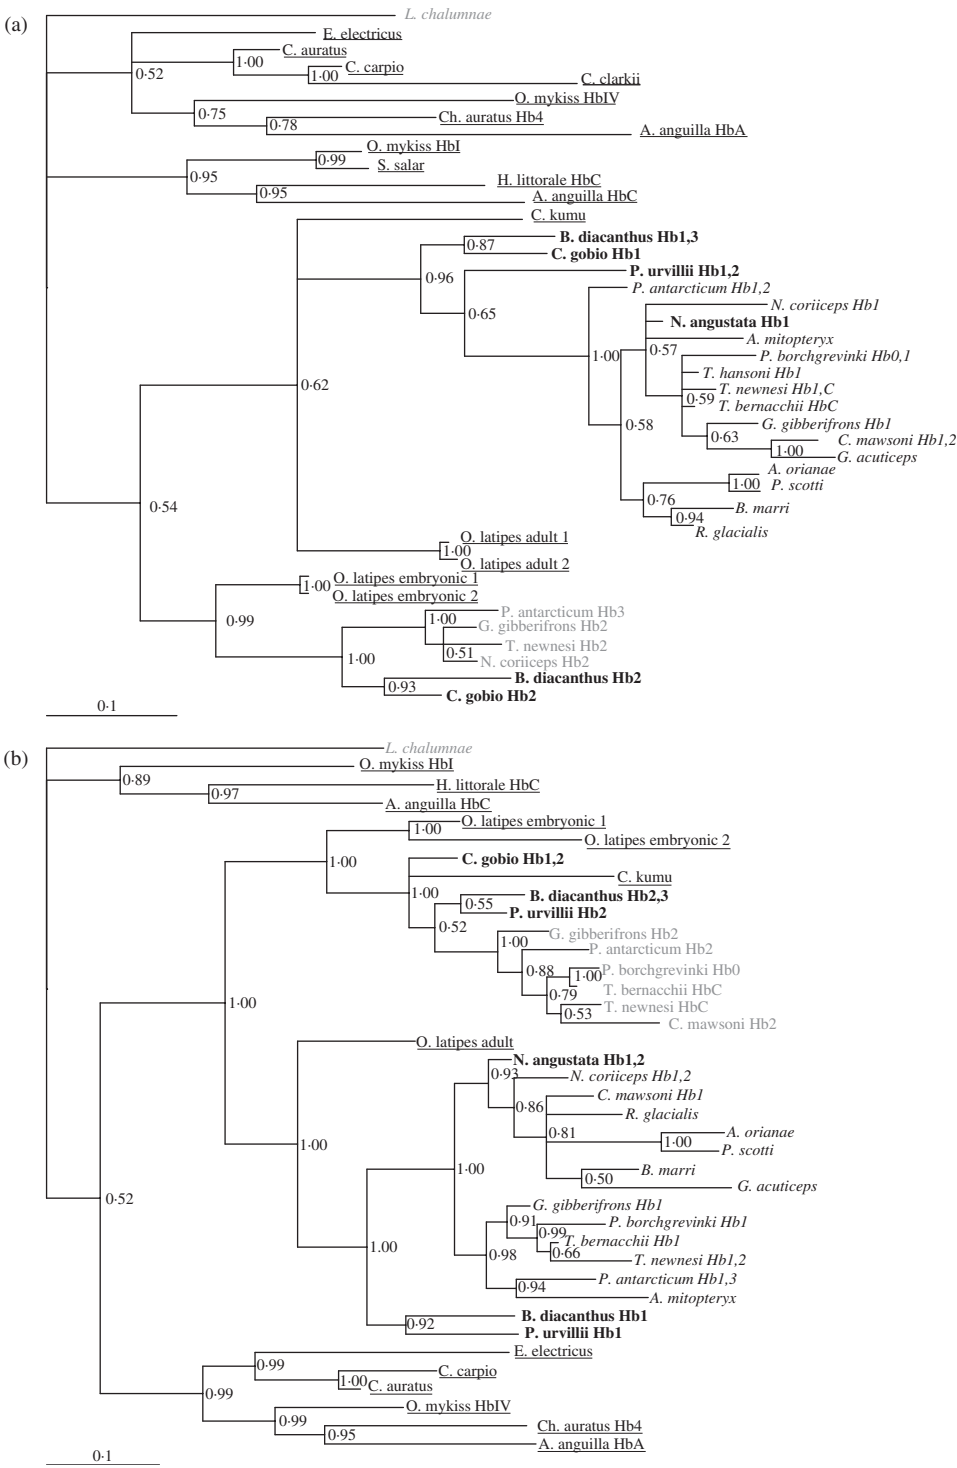 (a)
L. chalumnae
E. electricus
C. auratus
1·00
C. carpio
0·52
1·00
C. clarkii
O. mykiss HbIV
0·75
Ch. auratus Hb4
0·78
A. anguilla HbA
O. mykiss HbI
0·99
S. salar
0·95
H. littorale HbC
0·95
A. anguilla HbC
C. kumu
B. diacanthus Hb1,3
0·87
C. gobio Hb1
0·96
P. urvillii Hb1,2
P. antarcticum Hb1,2
N. coriiceps Hb1
0·65
N. angustata Hb1
A. mitopteryx
0·57
1·00
P. borchgrevinki Hb0,1
T. hansoni Hb1
0·62
T. newnesi Hb1,C
0·59
T. bernacchii HbC
0·58
G. gibberifrons Hb1
0·63
C. mawsoni Hb1,2
1·00
G. acuticeps
A. orianae
1·00
P. scotti
0·76
0·54
B. marri
0·94
R. glacialis
O. latipes adult 1
1·00
O. latipes adult 2
O. latipes embryonic 1
1·00
O. latipes embryonic 2
P. antarcticum Hb3
0·99
1·00
G. gibberifrons Hb2
T. newnesi Hb2
0·51
1·00
N. coriiceps Hb2
B. diacanthus Hb2
0·93
C. gobio Hb2
0·1
(b)
L. chalumnae
O. mykiss HbI
0·89
H. littorale HbC
0·97
A. anguilla HbC
O. latipes embryonic 1
1·00
O. latipes embryonic 2
C. gobio Hb1,2
1·00
C. kumu
1·00
B. diacanthus Hb2,3
0·55
P. urvillii Hb2
0·52
G. gibberifrons Hb2
1·00
P. antarcticum Hb2
0·88
P. borchgrevinki Hb0
1·00
T. bernacchii HbC
0·79
1·00
T. newnesi HbC
0·53
C. mawsoni Hb2
O. latipes adult
N. angustata Hb1,2
0·93
N. coriiceps Hb1,2
C. mawsoni Hb1
0·86
R. glacialis
0·81
A. orianae
1·00
1·00
P. scotti
1·00
B. marri
0·50
G. acuticeps
0·52
G. gibberifrons Hb1
0·91
P. borchgrevinki Hb1
0·99
T. bernacchii Hb1
1.00
0·98
0·66
T. newnesi Hb1,2
P. antarcticum Hb1,3
0·94
A. mitopteryx
B. diacanthus Hb1
0·92
P. urvillii Hb1
E. electricus
0·99
C. carpio
1·00
C. auratus
0·99
O. mykiss HbIV
0·99
Ch. auratus Hb4
0·95
A. anguilla HbA
0·1